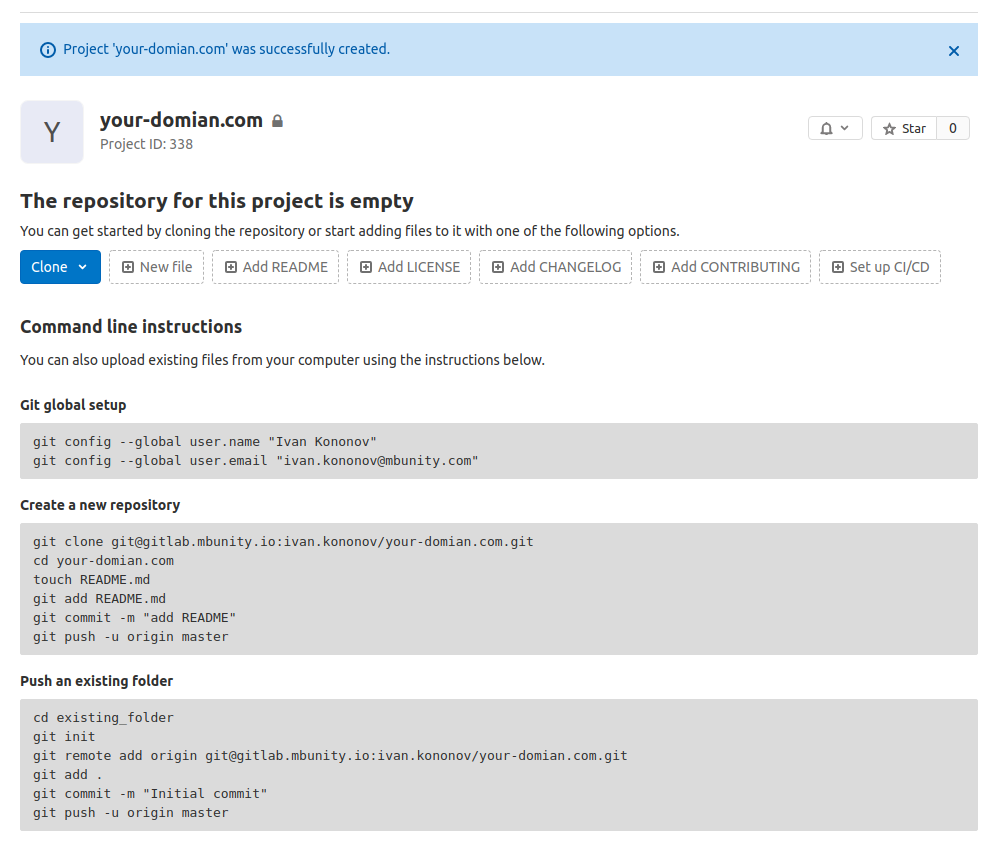 Project 'your-domian.com' was successfully created.
Y
your-domian.com
Project ID: 338
Star 0
The repository for this project is empty
You can get started by cloning the repository or start adding files to it with one of the following options.
Clone New file Add README Add LICENSE Add CHANGELOG Add CONTRIBUTING Set up CI/CD
Command line instructions
You can also upload existing files from your computer using the instructions below.
Git global setup
git config --global user.name "Ivan Kononov"
git config --global user.email "ivan.kononov@mbunity.com"
Create a new repository
git clone git@gitlab.mbunity.io:ivan.kononov/your-domian.com.git
cd your-domian.com
touch README.md
git add README.md
git commit -m "add README"
git push -u origin master
Push an existing folder
cd existing_folder
git init
git remote add origin git@gitlab.mbunity.io:ivan.kononov/your-domian.com.git
git add .
git commit -m "Initial commit"
git push -u origin master